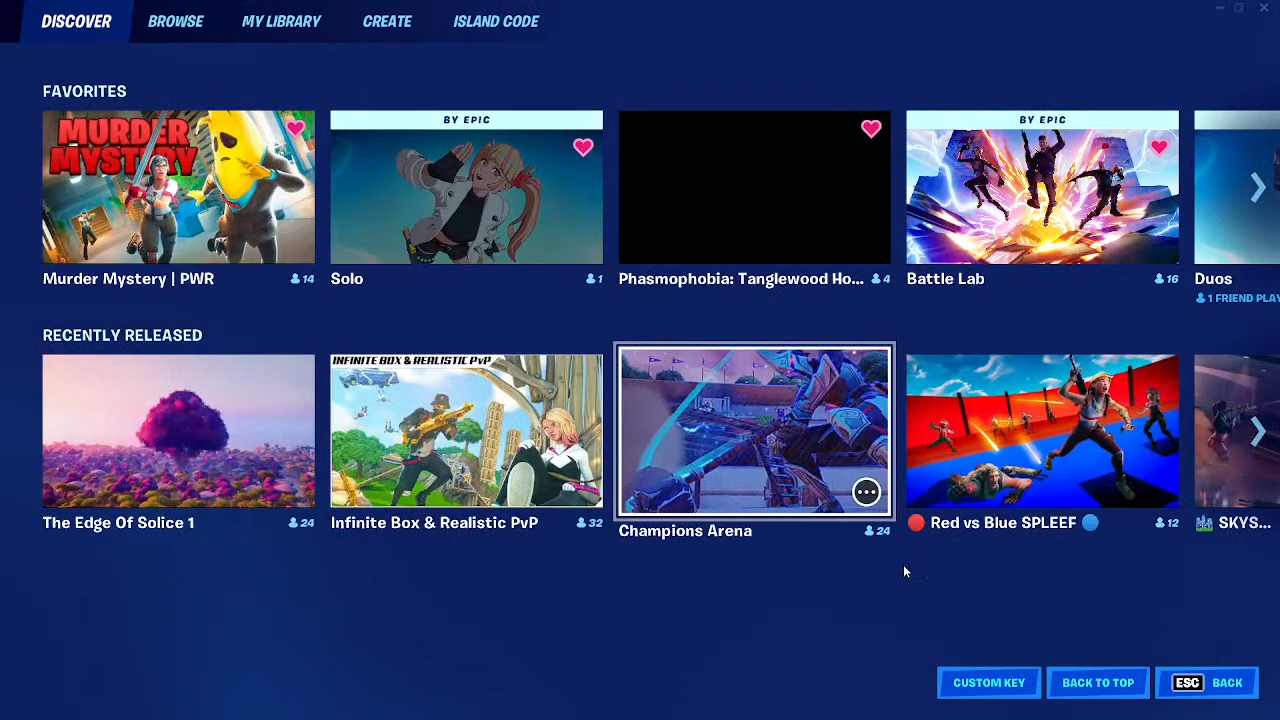 DISCOVER BROWSE MY LIBRARY CREATE ISLAND CODE
FAVORITES
MURDER
MYSTERY
BY EPIC
BY EPIC
Murder Mystery | PWR 14
Solo 1
Phasmophobia: Tanglewood Ho... 4
Battle Lab 16
Duos
1 FRIEND PLAY
RECENTLY RELEASED
INFINITE BOX & REALISTIC PvP
The Edge Of Solice 1 24
Infinite Box & Realistic PvP 32
Champions Arena 24
Red vs Blue SPLEEF 12
SKYS...
CUSTOM KEY BACK TO TOP ESC BACK